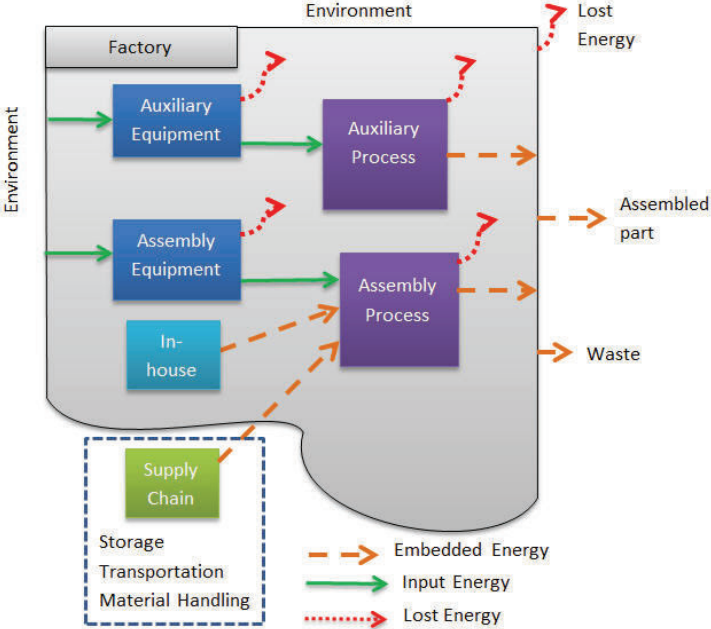 Environment
Lost
Energy
Factory
Environment
Auxiliary
Equipment
Auxiliary
Process
Assembled
part
Assembly
Equipment
Assembly
Process
In-
house
Waste
Supply
Chain
Storage
Transportation
Material Handling
Embedded Energy
Input Energy
Lost Energy